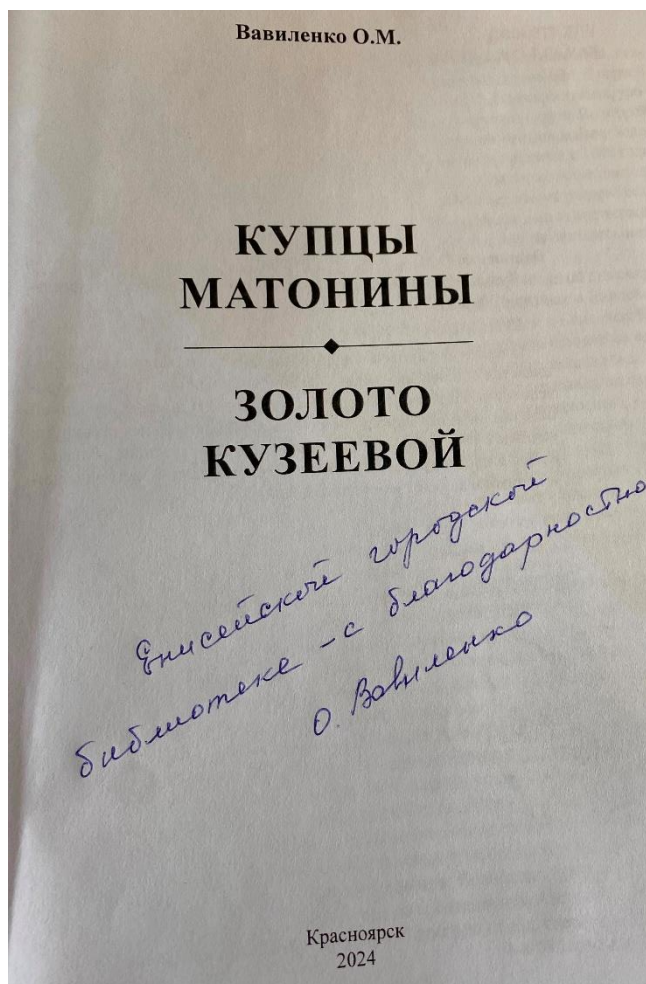 Вавиленко О.М.
КУПЦЫ
МАТОНИНЫ
ЗОЛОТО
КУЗЕЕВОЙ
Енисейской городской
библиотеке – с благодарностью
О. Вавиленко
Красноярск
2024